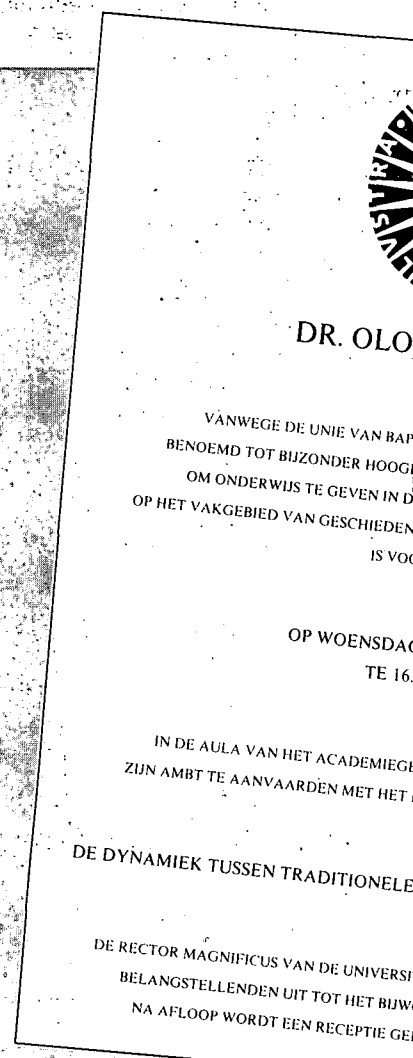 DR. OLO
VANWEGE DE UNIE VAN BAP
BENOEMD TOT BIJZONDER HOOG
OM ONDERWIJS TE GEVEN IN D
OP HET VAKGEBIED VAN GESCHIEDEN
IS VOO
OP WOENSDAG
TE 16.
IN DE AULA VAN HET ACADEMIEGE
ZIJN AMBT TE AANVAARDEN MET HET
DE DYNAMIEK TUSSEN TRADITIONELE
DE RECTOR MAGNIFICUS VAN DE UNIVERSI
BELANGSTELLENDEN UIT TOT HET BIJW
NA AFLOOP WORDT EEN RECEPTIE GE